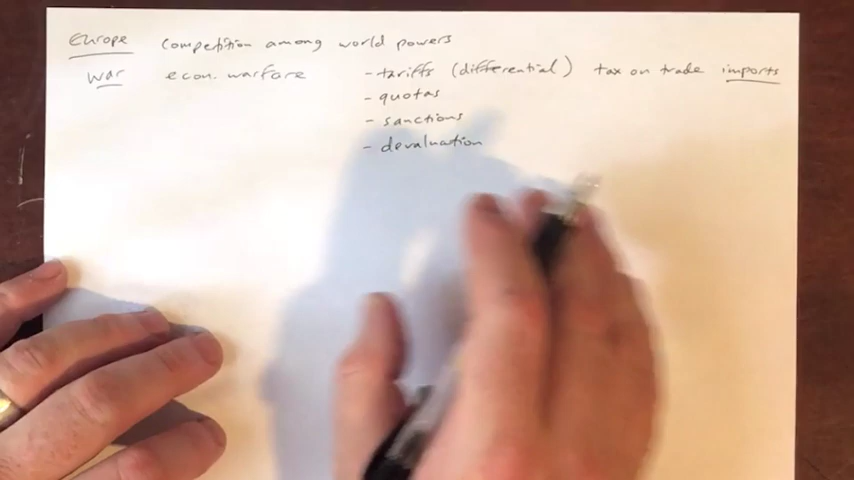 Europe competition among world powers
war econ. warfare - tariffs (differential) tax on trade imports
- quotas
- sanctions
- devaluation